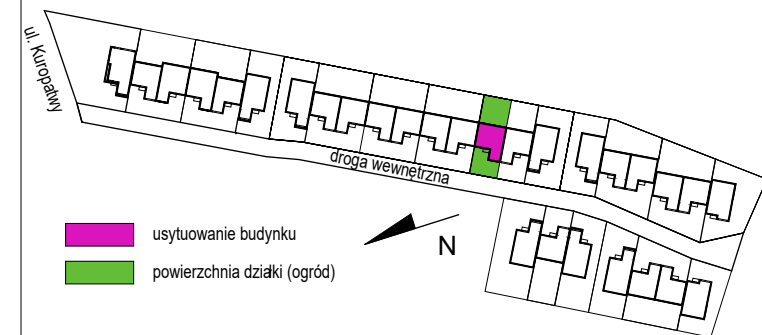 ul. Kuropatwy
droga wewnętrzna
usytuowanie budynku
N
powierzchnia działki (ogród)